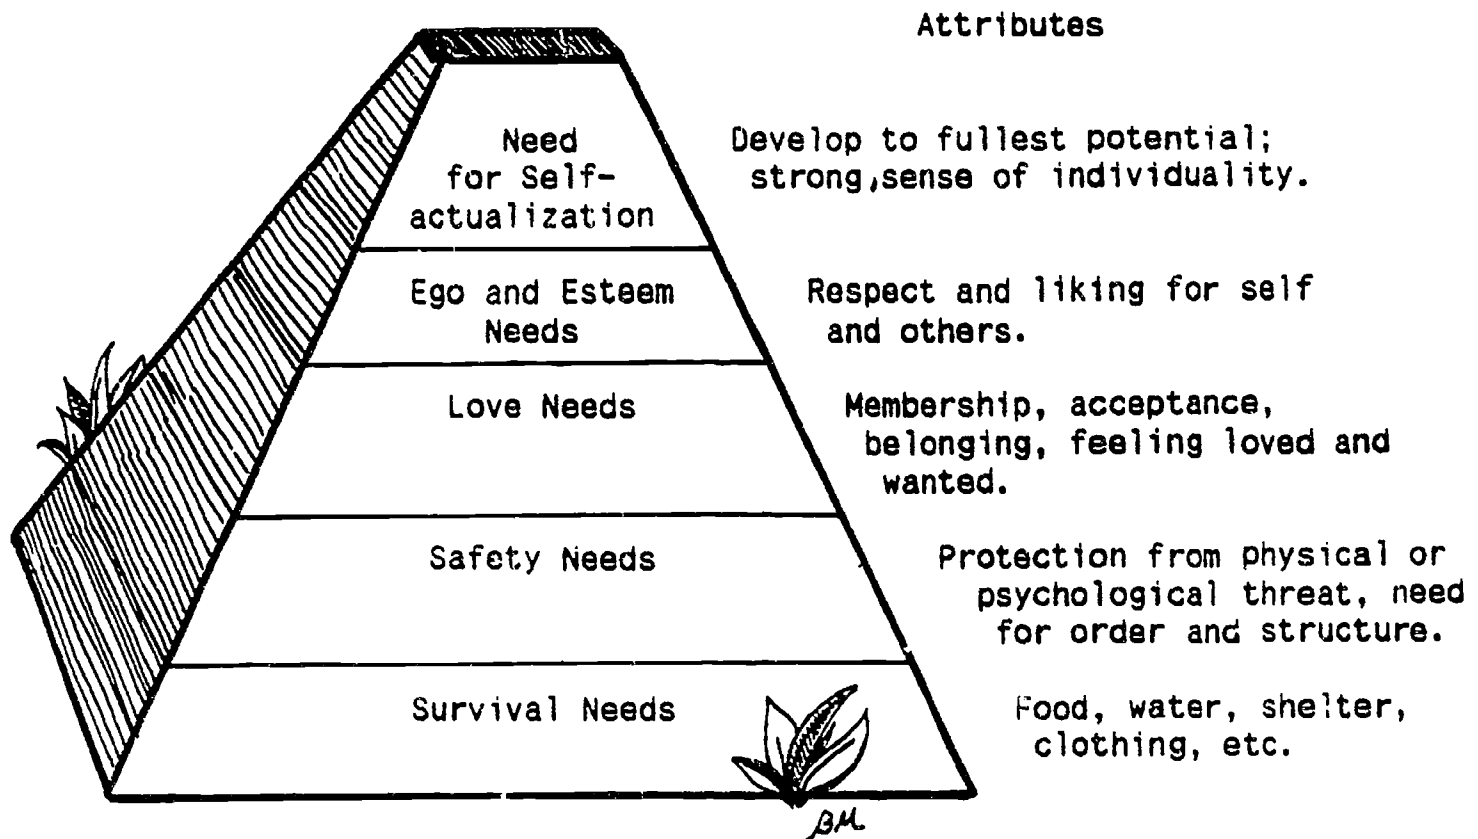 Attributes
Need
for Self-
actualization
Develop to fullest potential;
strong,sense of individuality.
Ego and Esteem
Needs
Respect and liking for self
and others.
Love Needs
Membership, acceptance,
belonging, feeling loved and
wanted.
Safety Needs
Protection from physical or
psychological threat, need
for order and structure.
Survival Needs
Food, water, shelter,
clothing, etc.
BM